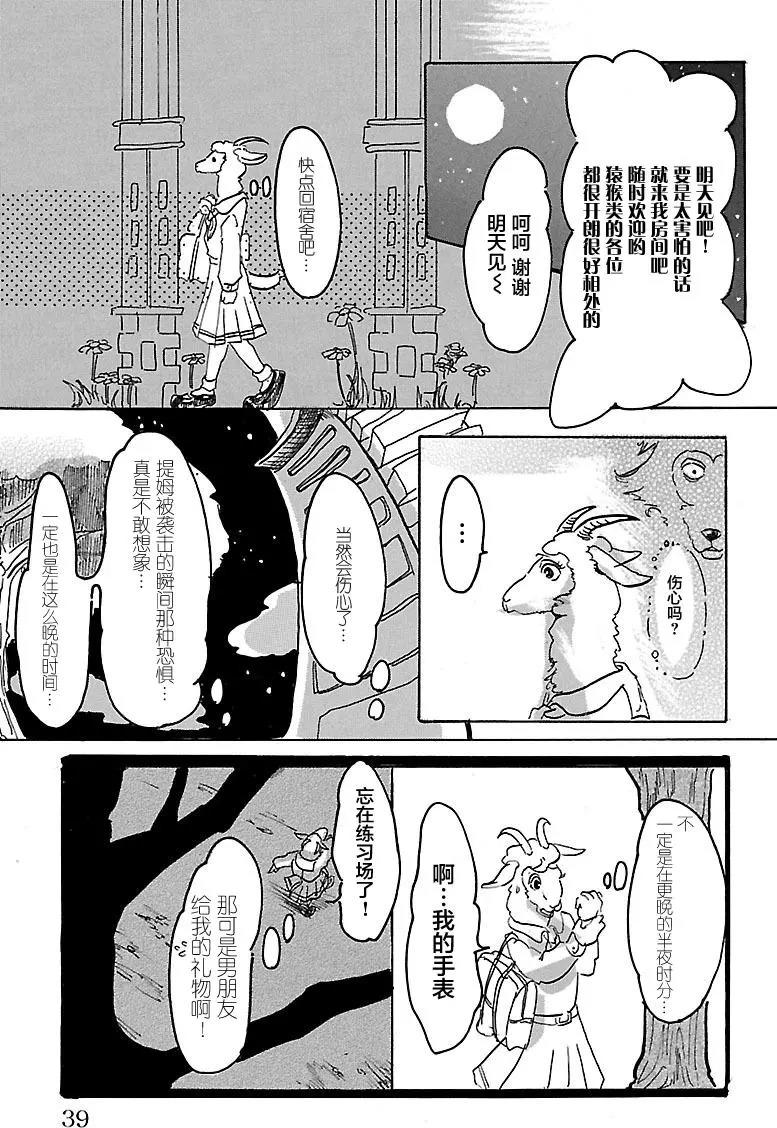 明天见吧！
要是太害怕的话
就来我房间吧
随时欢迎哟
猿猴类的各位
都很开朗很好相处的
呵呵 谢谢
明天见～
快点回宿舍吧…
伤心吗？
…
当然会伤心了…
提姆被袭击的瞬间那种恐惧…
真是不敢想象…
一定也是在这么晚的时间…
不
一定是在更晚的半夜时分…
啊…我的手表
忘在练习场了！
那可是男朋友
给我的礼物啊！
39